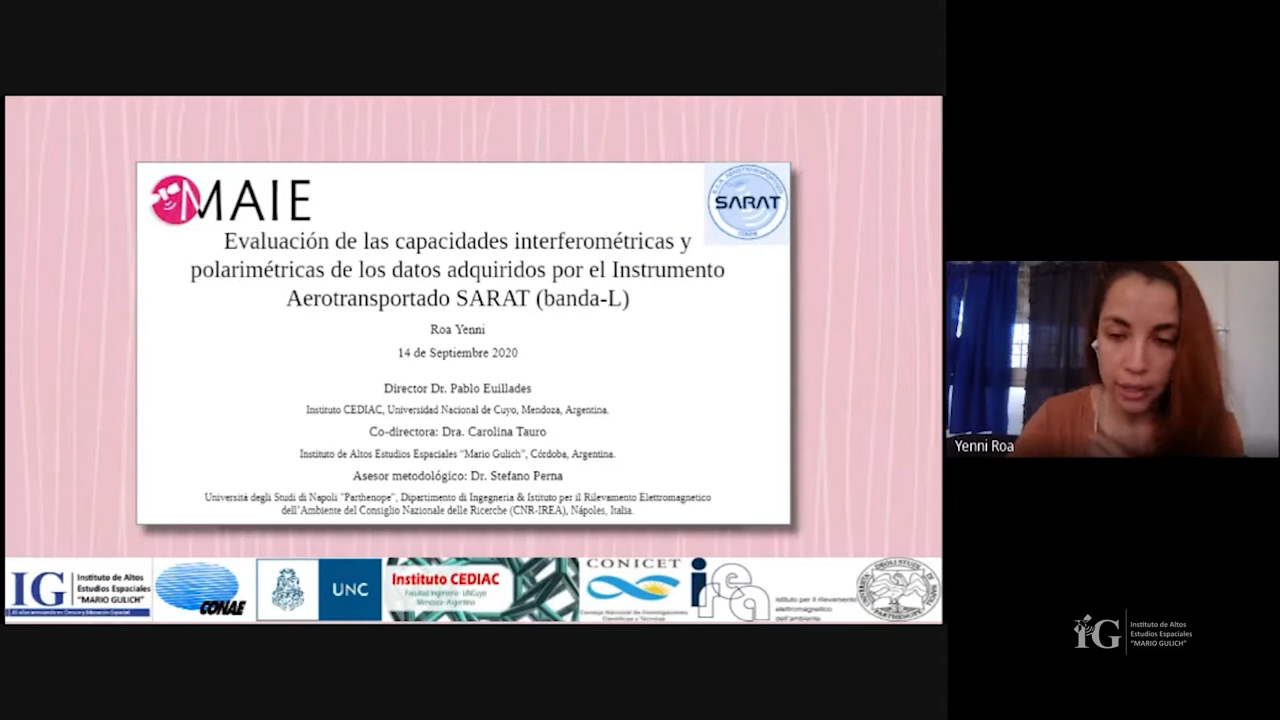 MAIE
SARAT
Evaluación de las capacidades interferométricas y
polarimétricas de los datos adquiridos por el Instrumento
Aerotransportado SARAT (banda-L)
Roa Yenni
14 de Septiembre 2020
Director Dr. Pablo Euillades
Instituto CEDIAC, Universidad Nacional de Cuyo, Mendoza, Argentina.
Co-directora: Dra. Carolina Tauro
Instituto de Altos Estudios Espaciales “Mario Gulich”, Córdoba, Argentina.
Asesor metodológico: Dr. Stefano Perna
Università degli Studi di Napoli "Parthenope", Dipartimento di Ingegneria & Istituto per il Rilevamento Elettromagnetico
dell'Ambiente del Consiglio Nazionale delle Ricerche (CNR-IREA), Nápoles, Italia.
IG
Instituto de Altos
Estudios Espaciales
"MARIO GULICH"
CONAE
UNC
Instituto CEDIAC
Facultad Ingeniería - UNCuyo
Mendoza - Argentina
CONICET
Consejo Nacional de Investigaciones
Científicas y Técnicas
irea
istituto per il rilevamento
elettromagnetico
dell'ambiente
Yenni Roa
iG
Instituto de Altos
Estudios Espaciales
"MARIO GULICH"